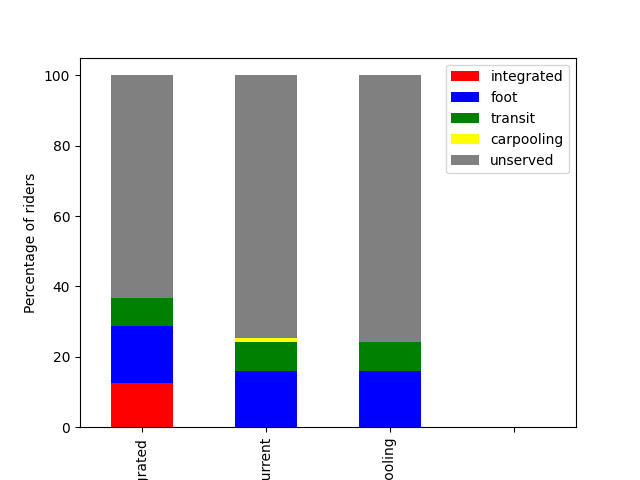 100
80
60
40
20
0
Percentage of riders
integrated
foot
transit
carpooling
unserved
grated
urrent
ooling